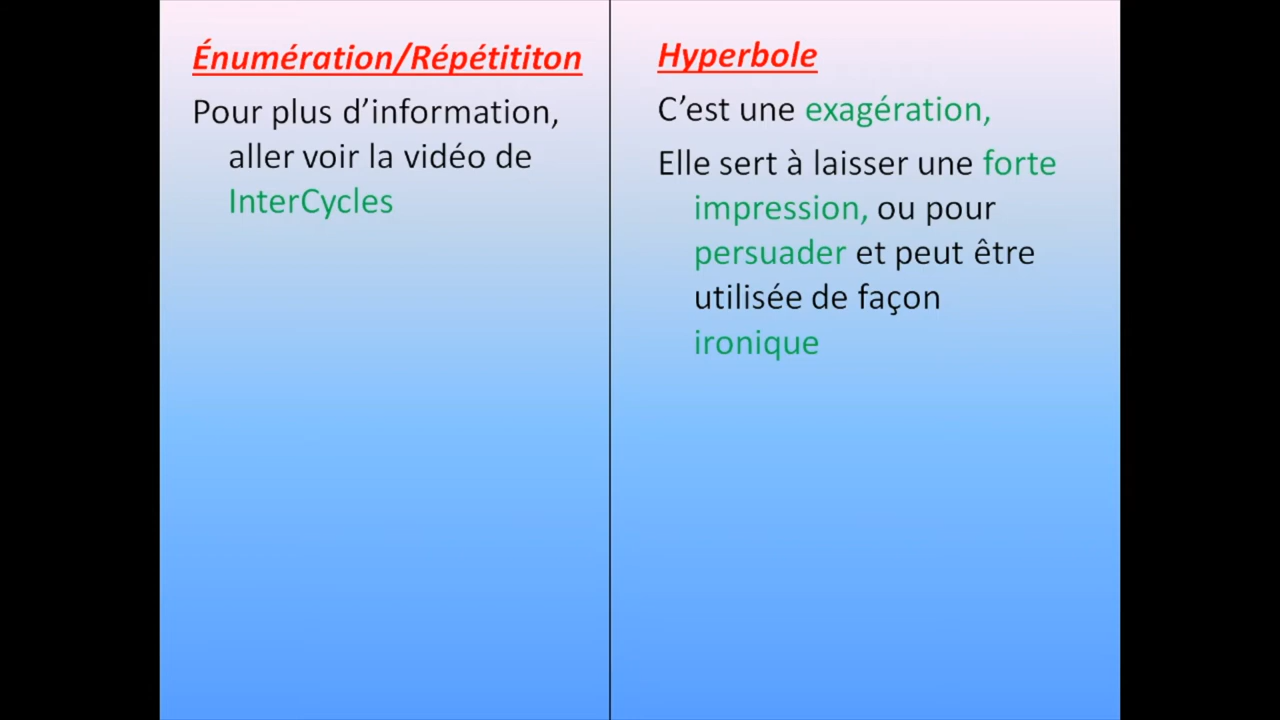 Énumération/Répétititon
Pour plus d’information,
aller voir la vidéo de
InterCycles
Hyperbole
C’est une exagération,
Elle sert à laisser une forte
impression, ou pour
persuader et peut être
utilisée de façon
ironique